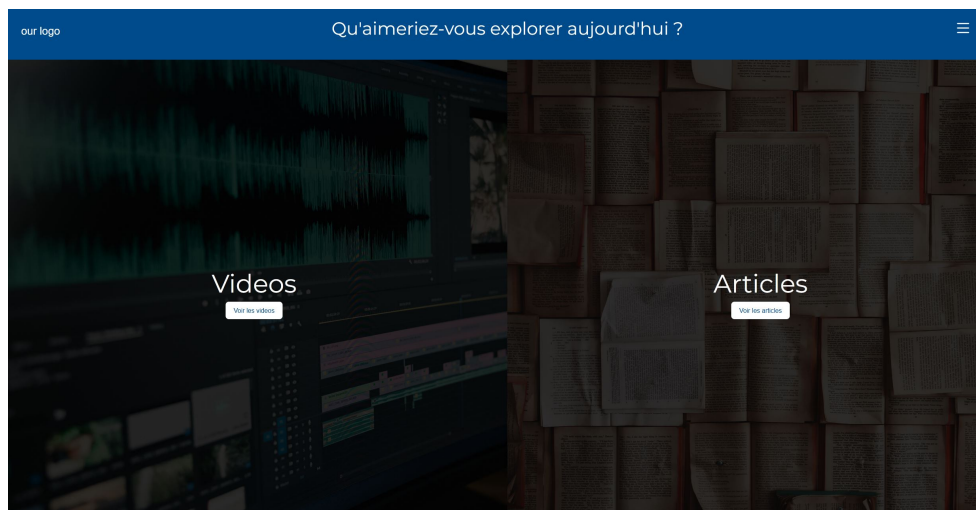 our logo
Qu'aimeriez-vous explorer aujourd'hui ?
Videos
Voir les videos
Articles
Voir les articles